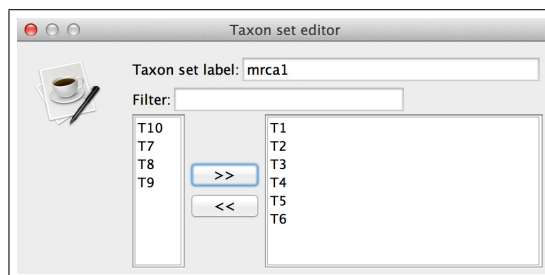 Taxon set editor
Taxon set label: mrca1
Filter:
T10
T7
T8
T9
>>
<<
T1
T2
T3
T4
T5
T6